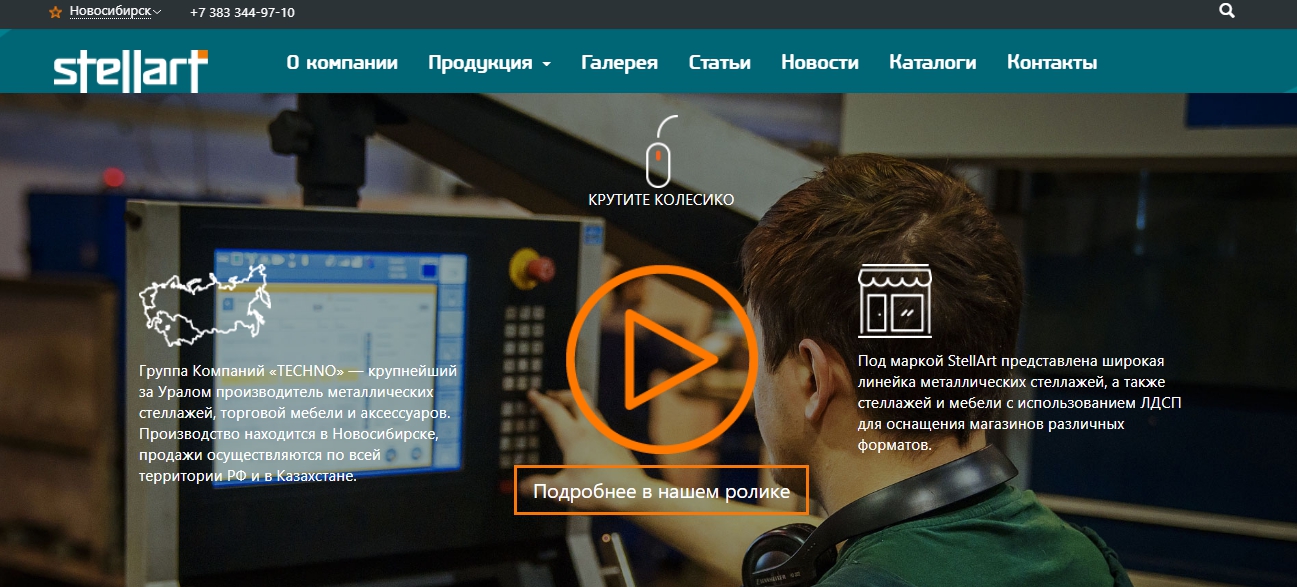 Новосибирск
+7 383 344-97-10
stellart
О компании
Продукция
Галерея
Статьи
Новости
Каталоги
Контакты
КРУТИТЕ КОЛЕСИКО
Группа Компаний «TECHNO» — крупнейший
за Уралом производитель металлических
стеллажей, торговой мебели и аксессуаров.
Производство находится в Новосибирске,
продажи осуществляются по всей
территории РФ и в Казахстане.
Подробнее в нашем ролике
Под маркой StellArt представлена широкая
линейка металлических стеллажей, а также
стеллажей и мебели с использованием ЛДСП
для оснащения магазинов различных
форматов.